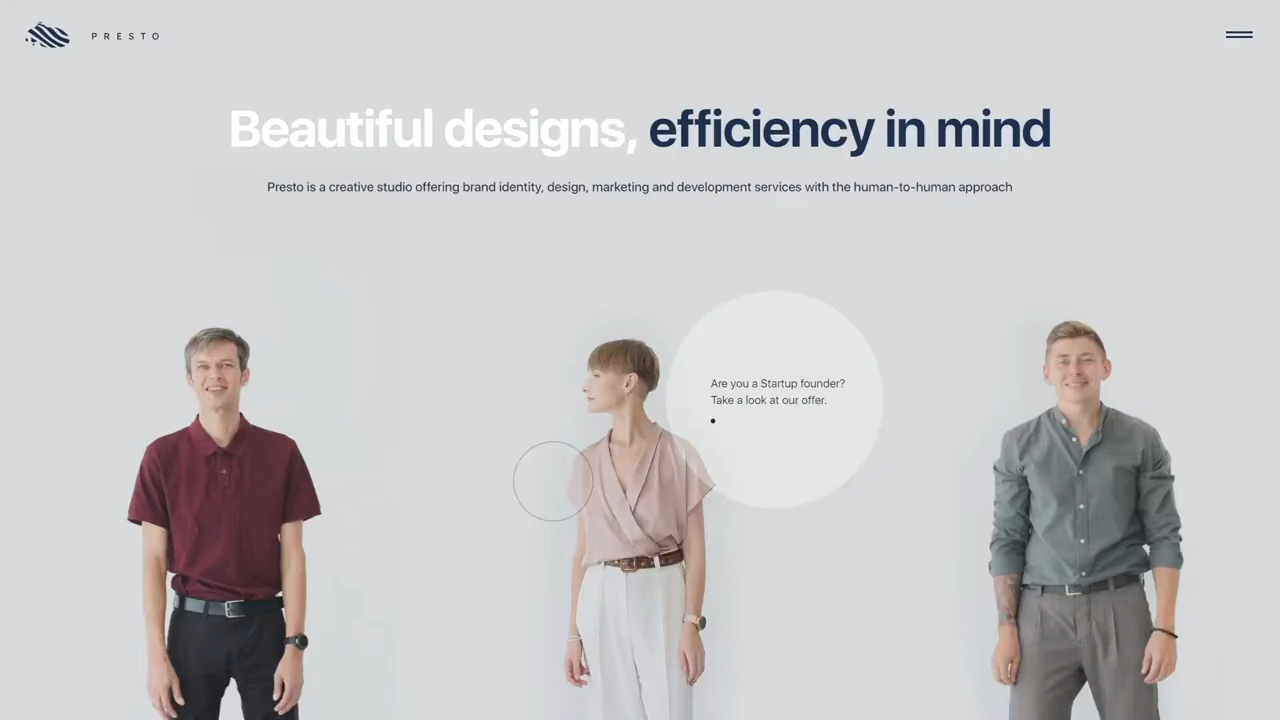 PRESTO
Beautiful designs, efficiency in mind
Presto is a creative studio offering brand identity, design, marketing and development services with the human-to-human approach
Are you a Startup founder?
Take a look at our offer.